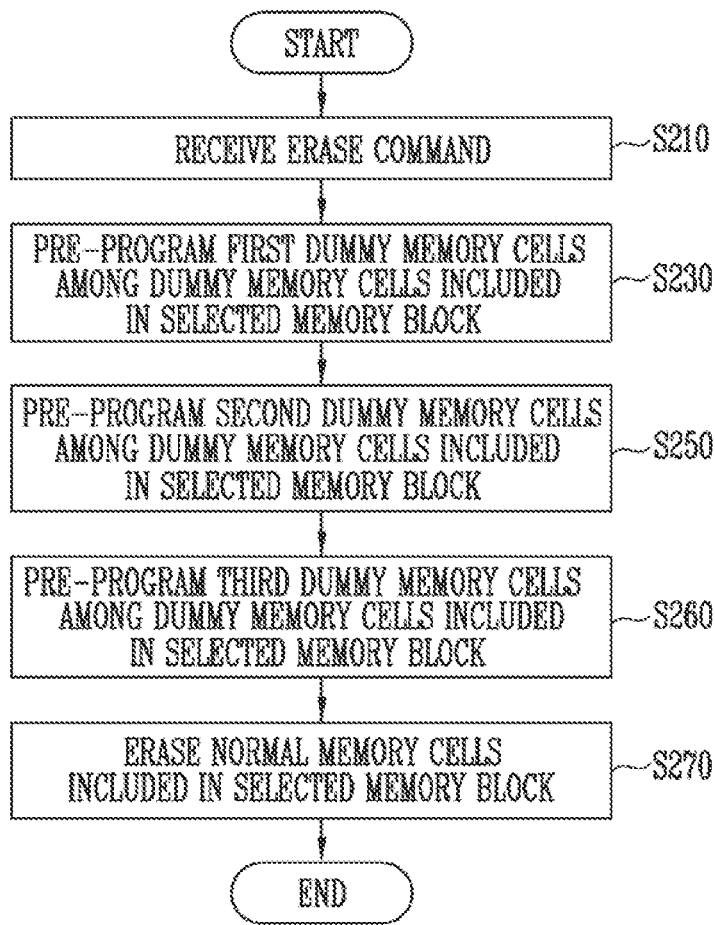 START
RECEIVE ERASE COMMAND
S210
PRE-PROGRAM FIRST DUMMY MEMORY CELLS
AMONG DUMMY MEMORY CELLS INCLUDED
IN SELECTED MEMORY BLOCK
S230
PRE-PROGRAM SECOND DUMMY MEMORY CELLS
AMONG DUMMY MEMORY CELLS INCLUDED
IN SELECTED MEMORY BLOCK
S250
PRE-PROGRAM THIRD DUMMY MEMORY CELLS
AMONG DUMMY MEMORY CELLS INCLUDED
IN SELECTED MEMORY BLOCK
S260
ERASE NORMAL MEMORY CELLS
INCLUDED IN SELECTED MEMORY BLOCK
S270
END